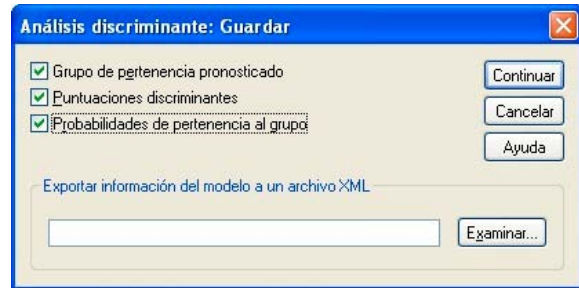 Análisis discriminante: Guardar
Grupo de pertenencia pronosticado
Puntuaciones discriminantes
Probabilidades de pertenencia al grupo
Continuar
Cancelar
Ayuda
Exportar información del modelo a un archivo XML
Examinar...